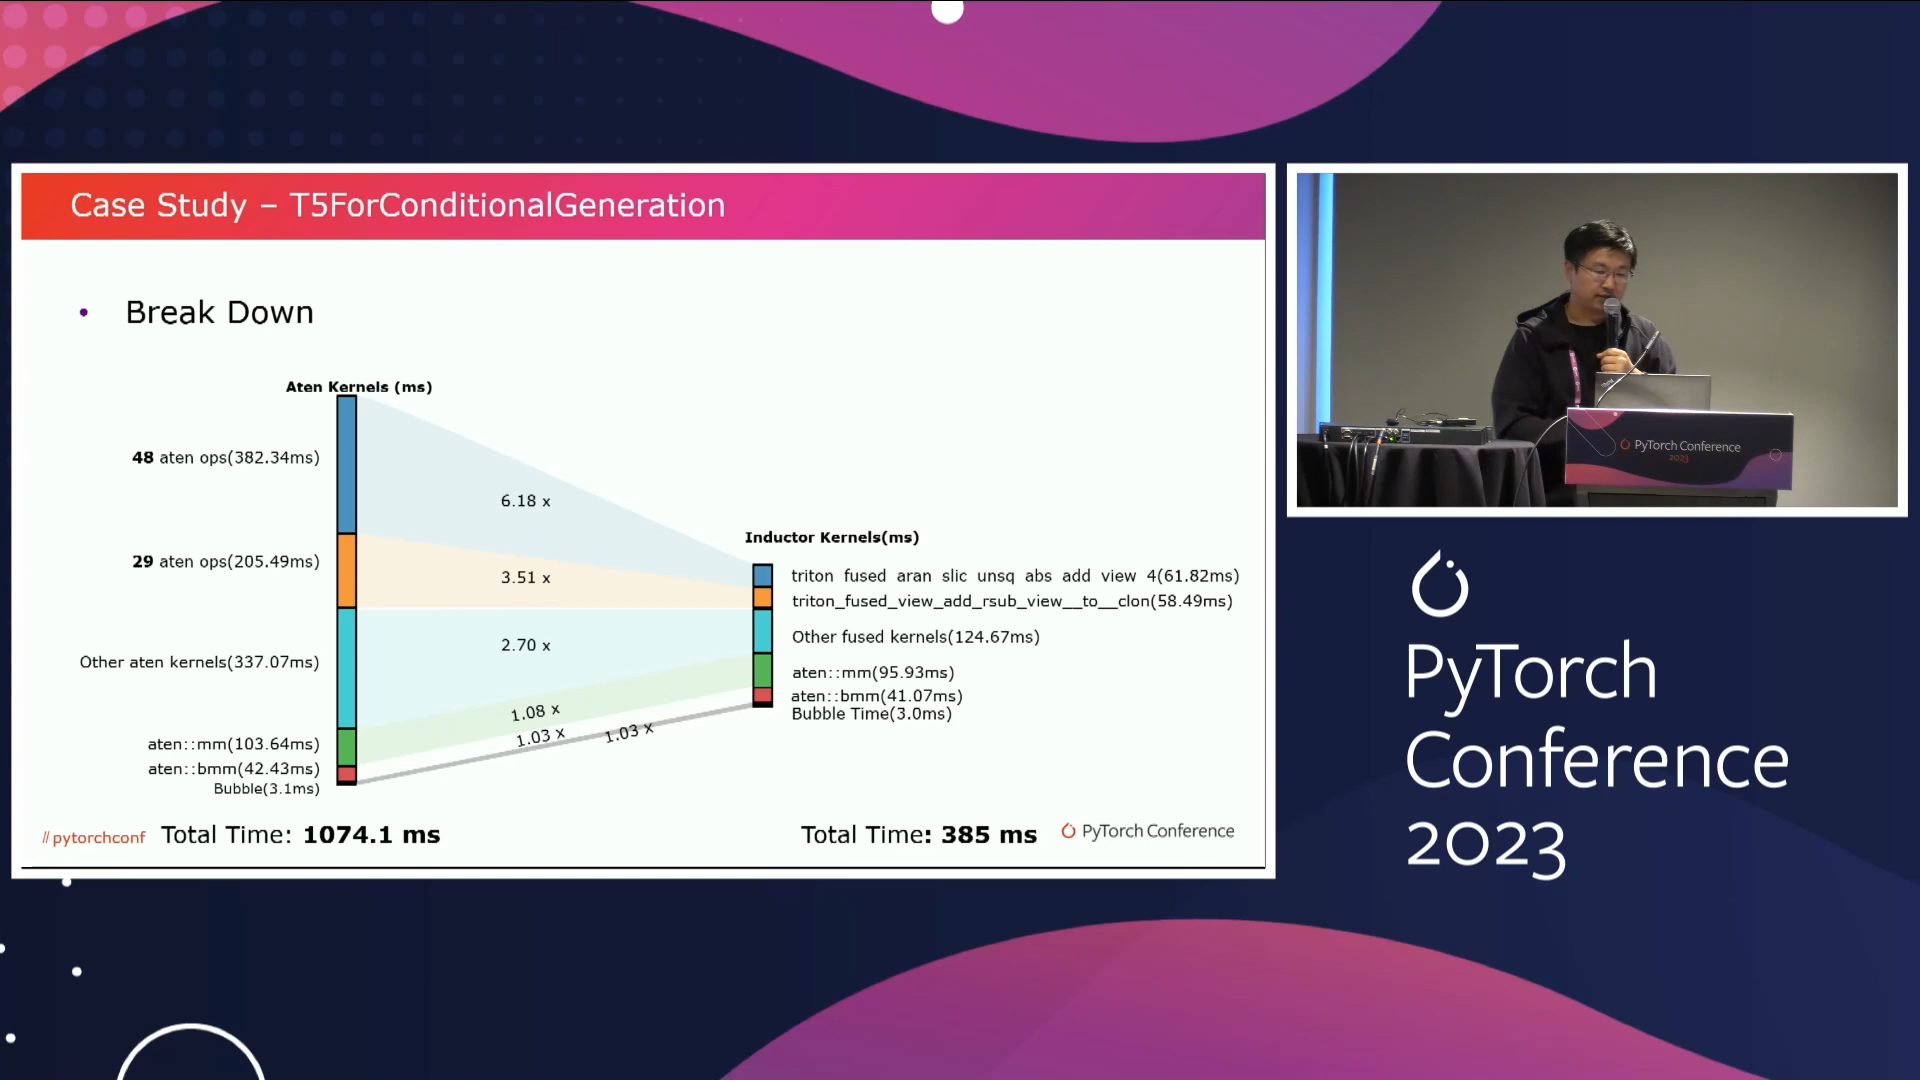 Case Study – T5ForConditionalGeneration
• Break Down
Aten Kernels (ms)
48 aten ops(382.34ms)
29 aten ops(205.49ms)
Other aten kernels(337.07ms)
aten::mm(103.64ms)
aten::bmm(42.43ms)
Bubble(3.1ms)
6.18 x
3.51 x
2.70 x
1.08 x
1.03 x
1.03 x
Inductor Kernels(ms)
triton fused aran slic unsq abs add view 4(61.82ms)
triton_fused_view_add_rsub_view__to__clon(58.49ms)
Other fused kernels(124.67ms)
aten::mm(95.93ms)
aten::bmm(41.07ms)
Bubble Time(3.0ms)
// pytorchconf
Total Time: 1074.1 ms
Total Time: 385 ms
PyTorch Conference
PyTorch Conference
2023
PyTorch
Conference
2023